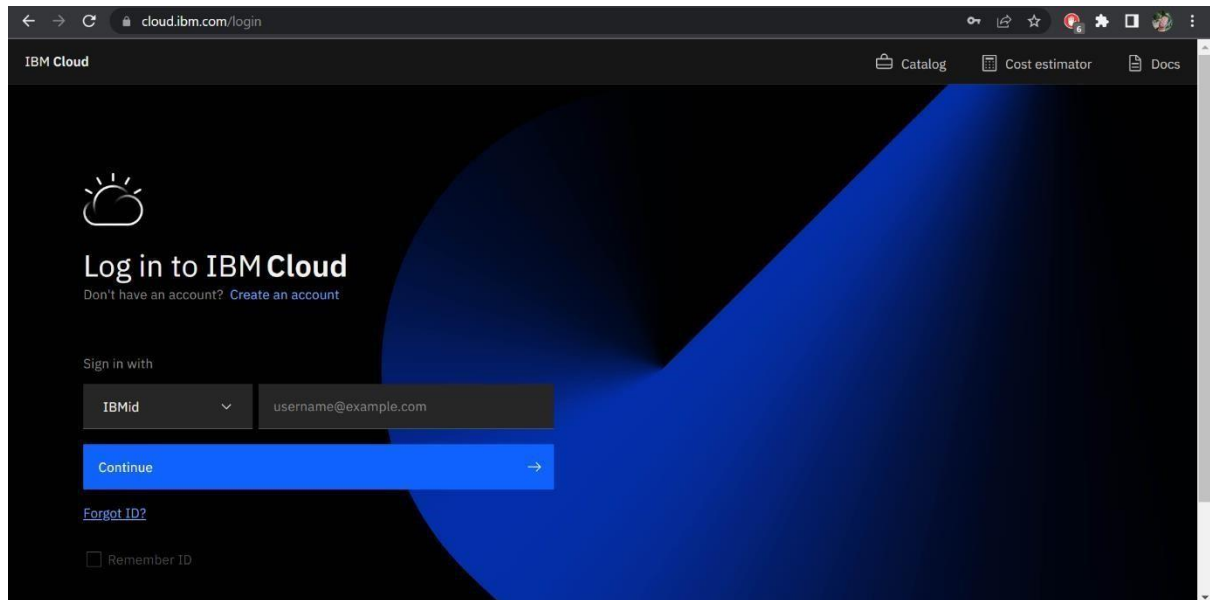 cloud.ibm.com/login
6
IBM Cloud
Catalog
Cost estimator
Docs
Log in to IBM Cloud
Don't have an account? Create an account
Sign in with
IBMid
username@example.com
Continue
Forgot ID?
Remember ID